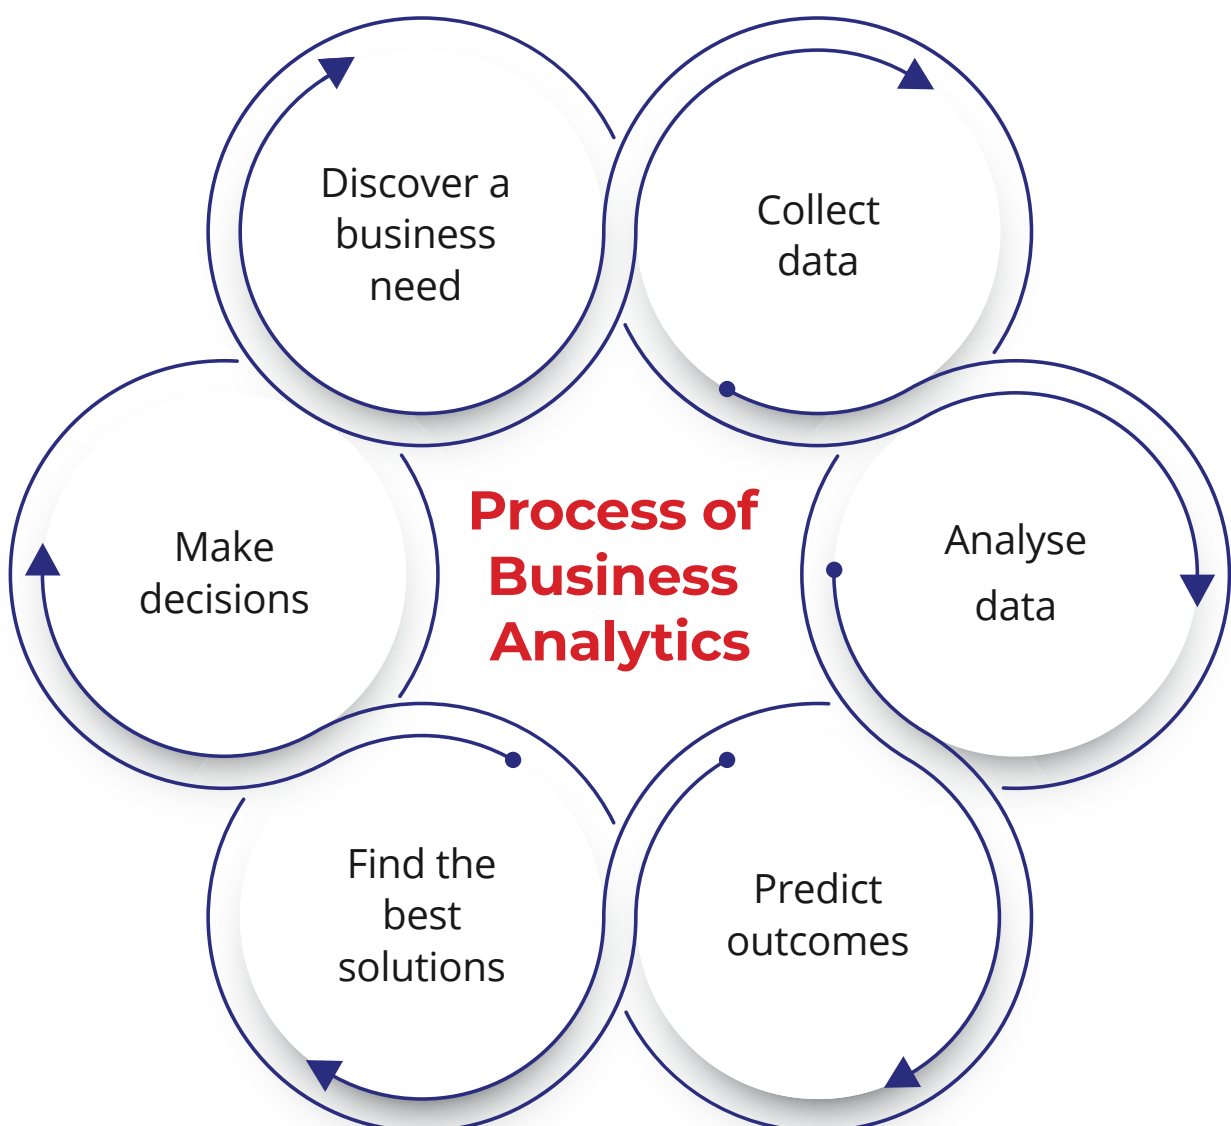 Discover a
business
need
Collect
data
Analyse
data
Predict
outcomes
Find the
best
solutions
Make
decisions
Process of
Business
Analytics